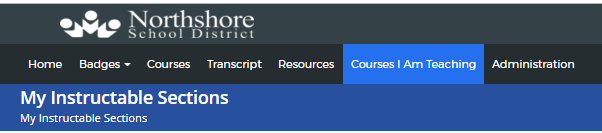 Northshore
School District
Home Badges Courses Transcript Resources Courses I Am Teaching Administration
My Instructable Sections
My Instructable Sections